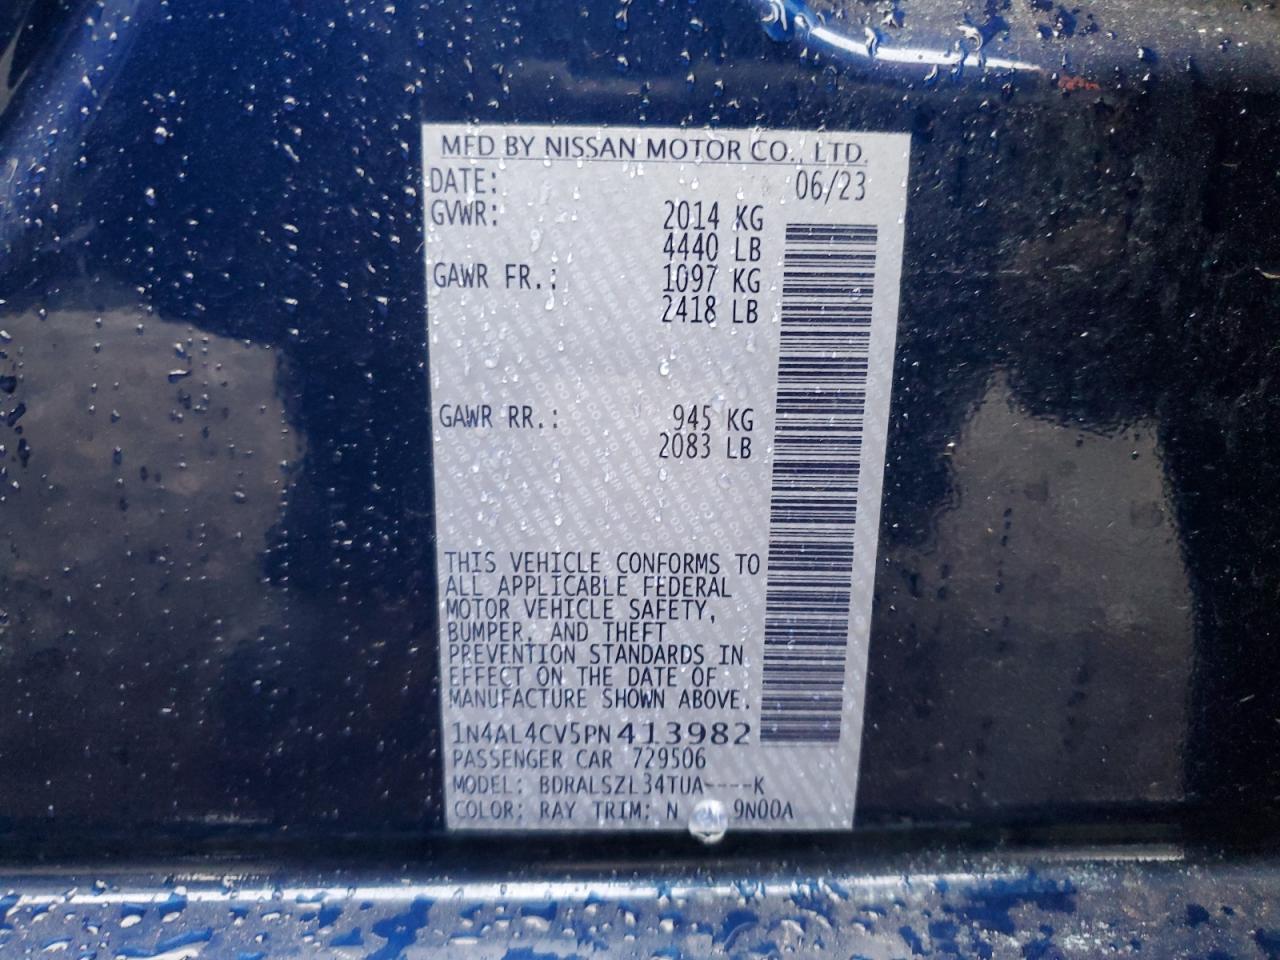 MFD BY NISSAN MOTOR CO., LTD.
DATE: 06/23
GVWR: 2014 KG
4440 LB
GAWR FR.: 1097 KG
2418 LB
GAWR RR.: 945 KG
2083 LB
THIS VEHICLE CONFORMS TO
ALL APPLICABLE FEDERAL
MOTOR VEHICLE SAFETY,
BUMPER, AND THEFT
PREVENTION STANDARDS IN
EFFECT ON THE DATE OF
MANUFACTURE SHOWN ABOVE.
1N4AL4CV5PN413982
PASSENGER CAR 729506
MODEL: BDRALSZL34TUA----K
COLOR: RAY TRIM: N 9N00A